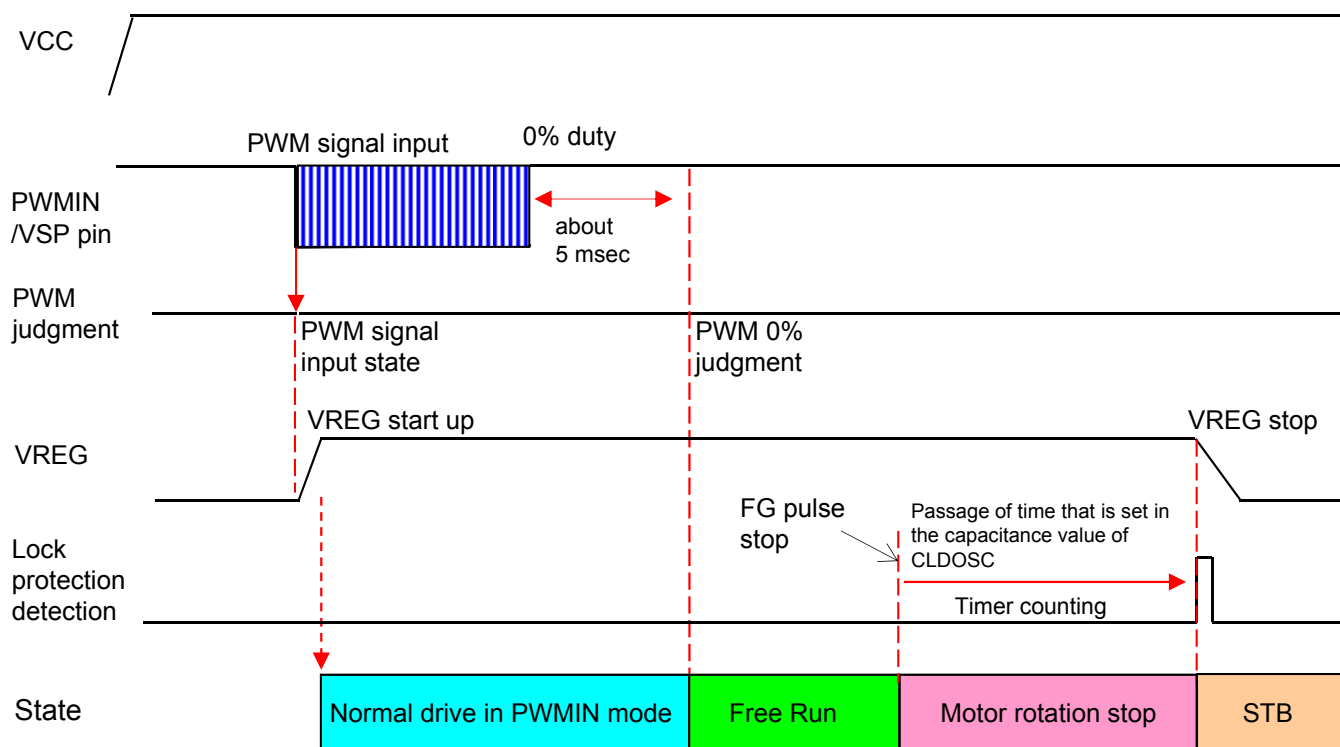 VCC
PWM signal input
0% duty
PWMIN
/VSP pin
about
5 msec
PWM
judgment
PWM signal
input state
PWM 0%
judgment
VREG start up
VREG stop
VREG
FG pulse
stop
Passage of time that is set in
the capacitance value of
CLDOSC
Lock
protection
detection
Timer counting
State
Normal drive in PWMIN mode
Free Run
Motor rotation stop
STB